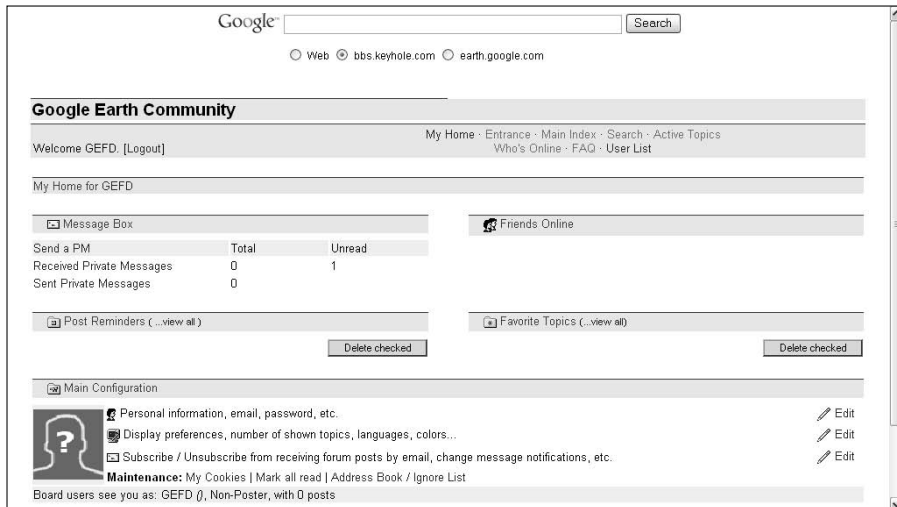 Google™ Search
Web bbs.keyhole.com earth.google.com
Google Earth Community
Welcome GEFD. [Logout]
My Home · Entrance · Main Index · Search · Active Topics
Who's Online · FAQ · User List
My Home for GEFD
Message Box
Send a PM Total Unread
Received Private Messages 0 1
Sent Private Messages 0
Friends Online
Post Reminders ( ...view all )
Delete checked
Favorite Topics (...view all)
Delete checked
Main Configuration
?
Personal information, email, password, etc. Edit
Display preferences, number of shown topics, languages, colors... Edit
Subscribe / Unsubscribe from receiving forum posts by email, change message notifications, etc. Edit
Maintenance: My Cookies | Mark all read | Address Book / Ignore List
Board users see you as: GEFD (), Non-Poster, with 0 posts